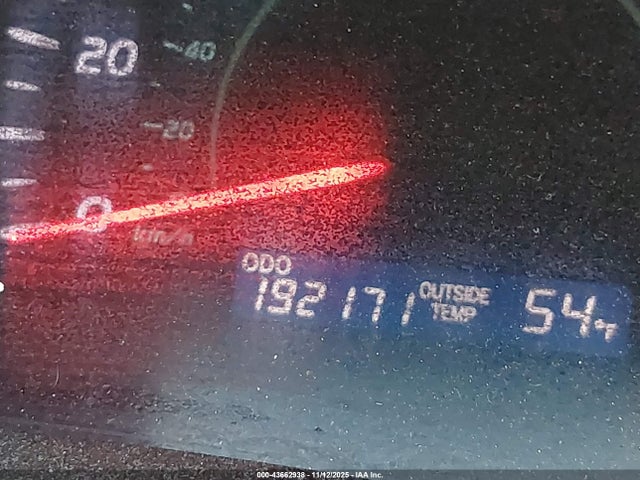 20
40
20
0
km/h
ODO
192171
OUTSIDE
TEMP
54°F
000-43662938 - 11/12/2025 - IAA Inc.